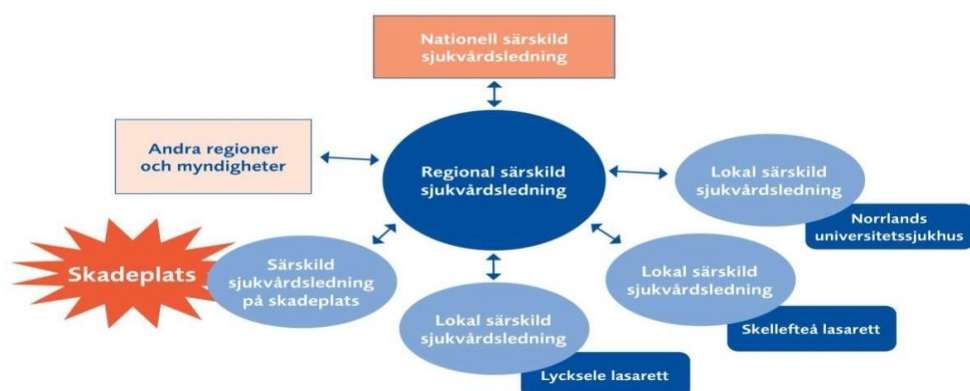 Nationell särskild
sjukvårdsledning
Andra regioner
och myndigheter
Regional särskild
sjukvårdsledning
Lokal särskild
sjukvårdsledning
Norrlands
universitetssjukhus
Skadeplats
Särskild
sjukvårdsledning
på skadeplats
Lokal särskild
sjukvårdsledning
Skellefteå lasarett
Lokal särskild
sjukvårdsledning
Lycksele lasarett